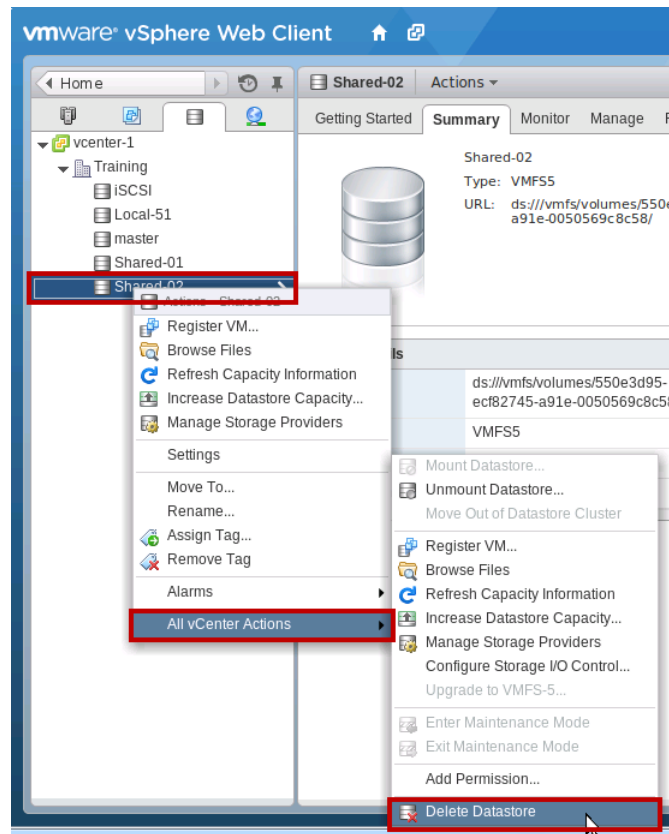 vmware® vSphere Web Client
Home
Shared-02 Actions
Getting Started Summary Monitor Manage
vcenter-1
Training
iSCSI
Local-51
master
Shared-01
Shared-02
Shared-02
Type: VMFS5
URL: ds:///vmfs/volumes/550e
a91e-0050569c8c58/
Actions - Shared-02
Register VM...
Browse Files
Refresh Capacity Information
Increase Datastore Capacity...
Manage Storage Providers
Settings
Move To...
Rename...
Assign Tag...
Remove Tag
Alarms
All vCenter Actions
ils
ds:///vmfs/volumes/550e3d95-
ecf82745-a91e-0050569c8c58
VMFS5
Mount Datastore...
Unmount Datastore...
Move Out of Datastore Cluster
Register VM...
Browse Files
Refresh Capacity Information
Increase Datastore Capacity...
Manage Storage Providers
Configure Storage I/O Control...
Upgrade to VMFS-5...
Enter Maintenance Mode
Exit Maintenance Mode
Add Permission...
Delete Datastore